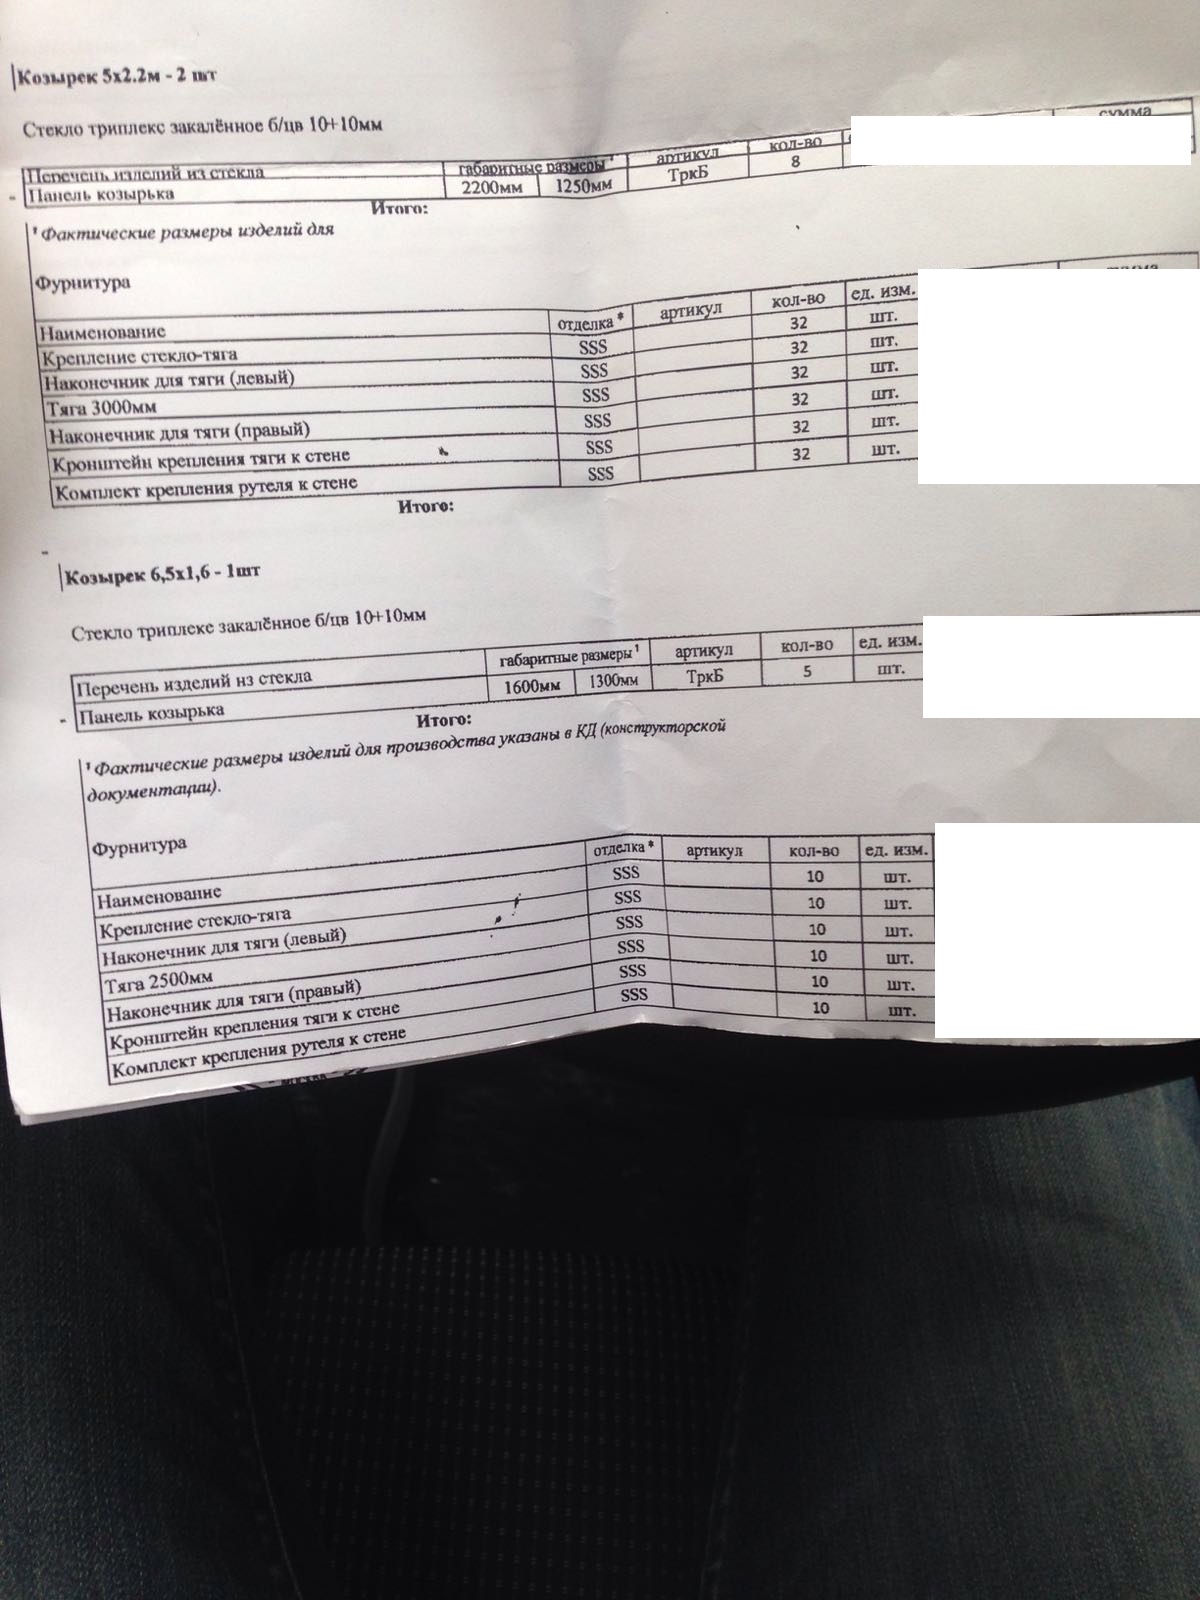 Козырек 5х2.2м - 2 шт
Стекло триплекс закалённое б/цв 10+10мм
сумма
Перечень изделий из стекла габаритные размеры¹ артикул кол-во
- Панель козырька 2200мм 1250мм ТркБ 8
Итого:
¹ Фактические размеры изделий для
Фурнитура
Наименование отделка* артикул кол-во ед. изм.
Крепление стекло-тяга SSS 32 шт.
Наконечник для тяги (левый) SSS 32 шт.
Тяга 3000мм SSS 32 шт.
Наконечник для тяги (правый) SSS 32 шт.
Кронштейн крепления тяги к стене SSS 32 шт.
Комплект крепления рутеля к стене SSS 32 шт.
Итого:
Козырек 6,5х1,6 - 1шт
Стекло триплекс закалённое б/цв 10+10мм
Перечень изделий из стекла габаритные размеры¹ артикул кол-во ед. изм.
- Панель козырька 1600мм 1300мм ТркБ 5 шт.
Итого:
¹ Фактические размеры изделий для производства указаны в КД (конструкторской
документации).
Фурнитура
Наименование отделка* артикул кол-во ед. изм.
Крепление стекло-тяга SSS 10 шт.
Наконечник для тяги (левый) SSS 10 шт.
Тяга 2500мм SSS 10 шт.
Наконечник для тяги (правый) SSS 10 шт.
Кронштейн крепления тяги к стене SSS 10 шт.
Комплект крепления рутеля к стене SSS 10 шт.